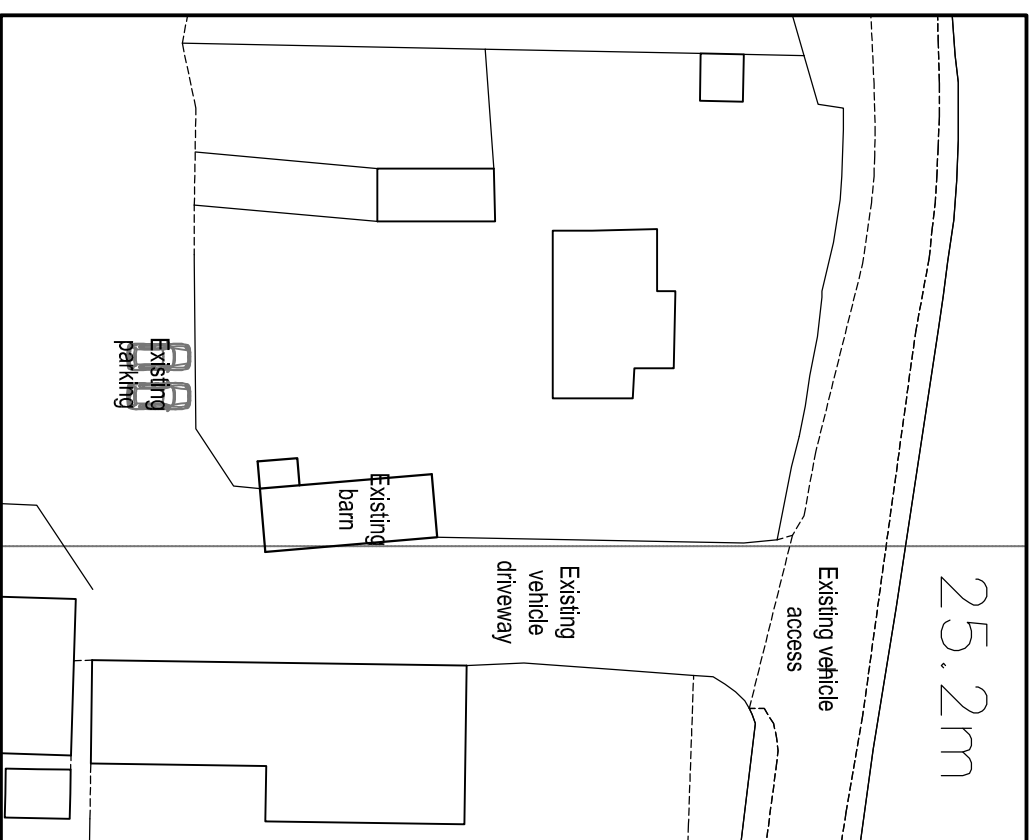 Existing
parking
Existing
barn
Existing
vehicle
driveway
Existing vehicle
access
25.2m